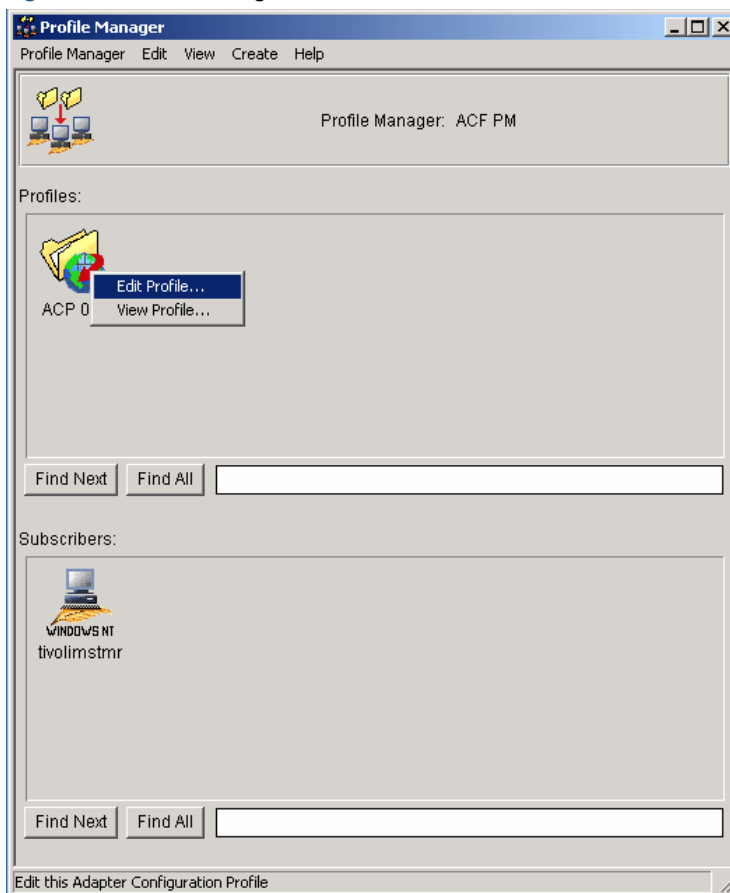 Profile Manager
Profile Manager Edit View Create Help
Profile Manager: ACF PM
Profiles:
Edit Profile...
ACP 0
View Profile...
Find Next Find All
Subscribers:
WINDOWS NT
tivolimstmr
Find Next Find All
Edit this Adapter Configuration Profile